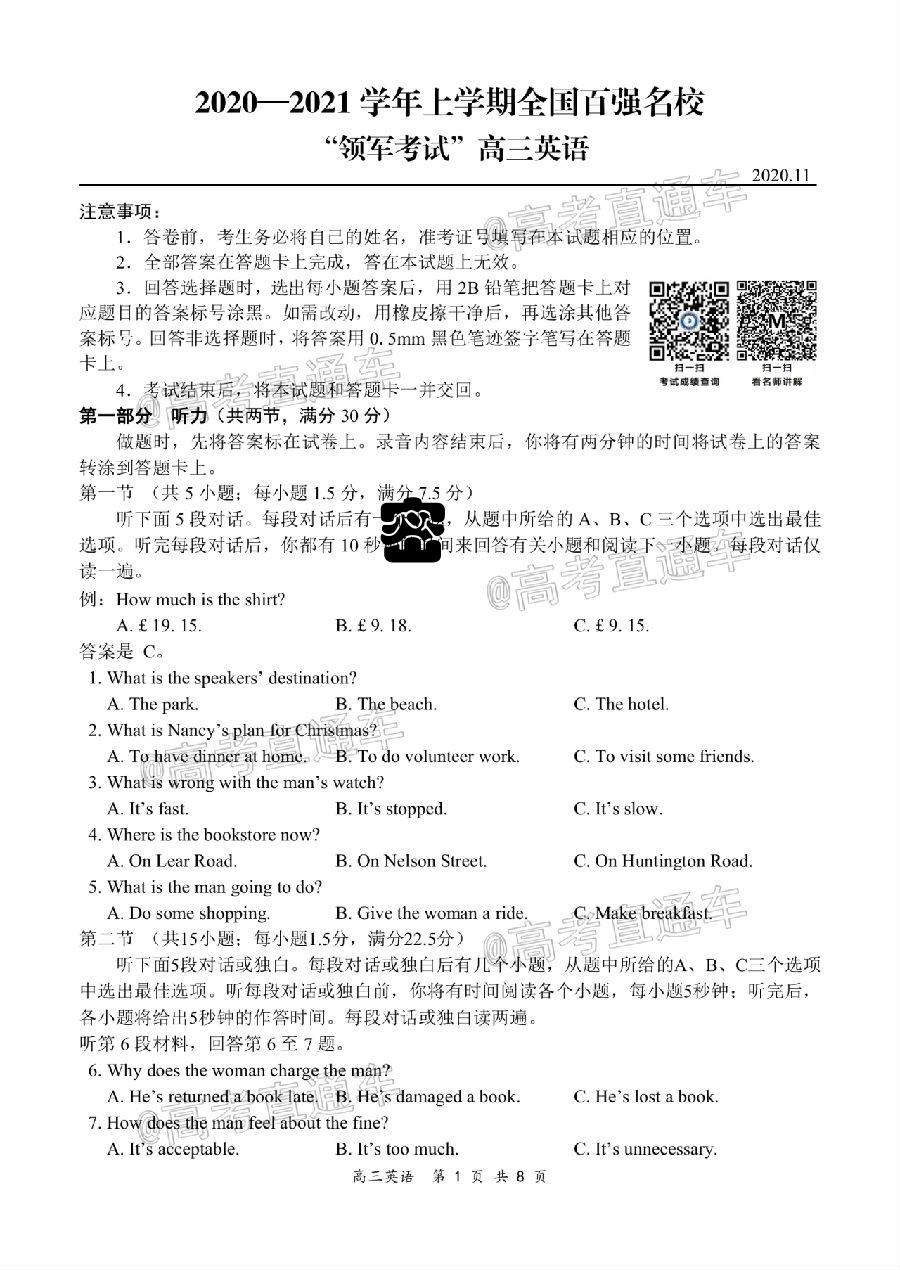 2020—2021 学年上学期全国百强名校
“领军考试”高三英语
2020.11
注意事项：
1．答卷前，考生务必将自己的姓名，准考证号填写在本试题相应的位置。
2．全部答案在答题卡上完成，答在本试题上无效。
3．回答选择题时，选出每小题答案后，用 2B 铅笔把答题卡上对
应题目的答案标号涂黑。如需改动，用橡皮擦干净后，再选涂其他答
案标号。回答非选择题时，将答案用 0.5mm 黑色笔迹签字笔写在答题
卡上。
扫一扫 扫一扫
考试成绩查询 看名师讲解
4．考试结束后，将本试题和答题卡一并交回。
第一部分 听力（共两节，满分 30 分）
做题时，先将答案标在试卷上。录音内容结束后，你将有两分钟的时间将试卷上的答案
转涂到答题卡上。
第一节 （共 5 小题；每小题 1.5 分，满分 7.5 分）
听下面 5 段对话。每段对话后有一，从题中所给的 A、B、C 三个选项中选出最佳
选项。听完每段对话后，你都有 10 秒间来回答有关小题和阅读下一小题。每段对话仅
读一遍。
例：How much is the shirt?
A. £ 19. 15. B. £ 9. 18. C. £ 9. 15.
答案是 C。
1. What is the speakers’ destination?
A. The park. B. The beach. C. The hotel.
2. What is Nancy’s plan for Christmas?
A. To have dinner at home. B. To do volunteer work. C. To visit some friends.
3. What is wrong with the man’s watch?
A. It’s fast. B. It’s stopped. C. It’s slow.
4. Where is the bookstore now?
A. On Lear Road. B. On Nelson Street. C. On Huntington Road.
5. What is the man going to do?
A. Do some shopping. B. Give the woman a ride. C. Make breakfast.
第二节 （共15小题；每小题1.5分，满分22.5分）
听下面5段对话或独白。每段对话或独白后有几个小题，从题中所给的A、B、C三个选项
中选出最佳选项。听每段对话或独白前，你将有时间阅读各个小题，每小题5秒钟；听完后，
各小题将给出5秒钟的作答时间。每段对话或独白读两遍。
听第 6 段材料，回答第 6 至 7 题。
6. Why does the woman charge the man?
A. He’s returned a book late. B. He’s damaged a book. C. He’s lost a book.
7. How does the man feel about the fine?
A. It’s acceptable. B. It’s too much. C. It’s unnecessary.
高三英语 第 1 页 共 8 页
@高考直通车
@高考直通车
@高考直通车
@高考直通车
@高考直通车
@高考直通车